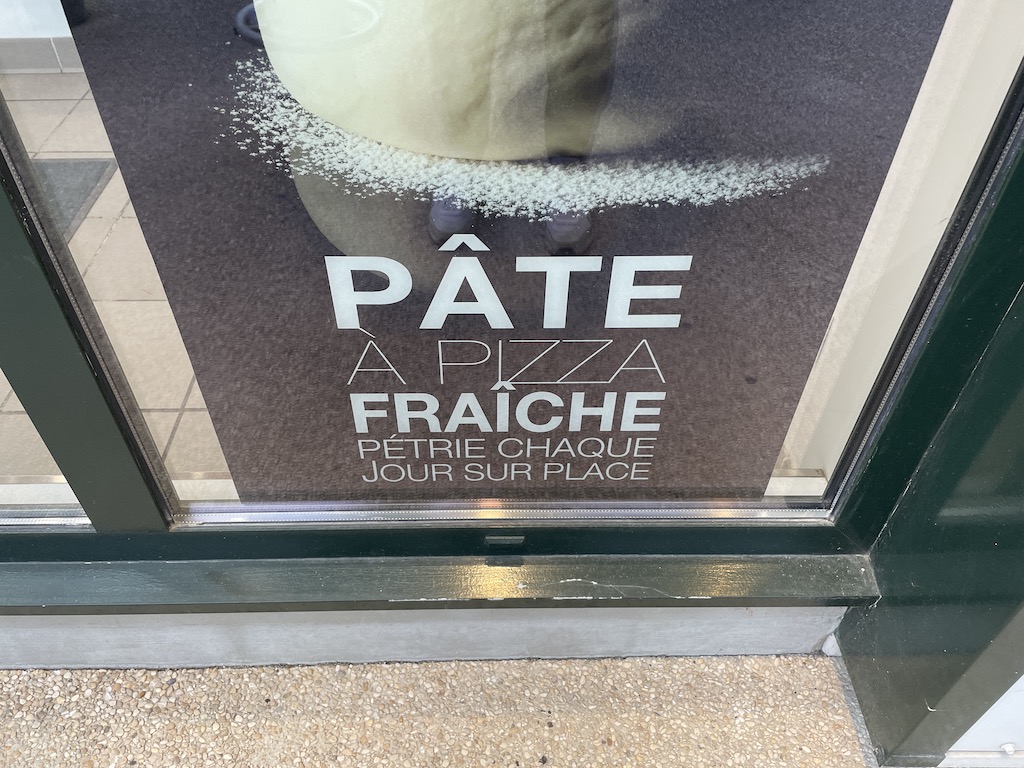 PÂTE
À PIZZA
FRAÎCHE
PÉTRIE CHAQUE
JOUR SUR PLACE